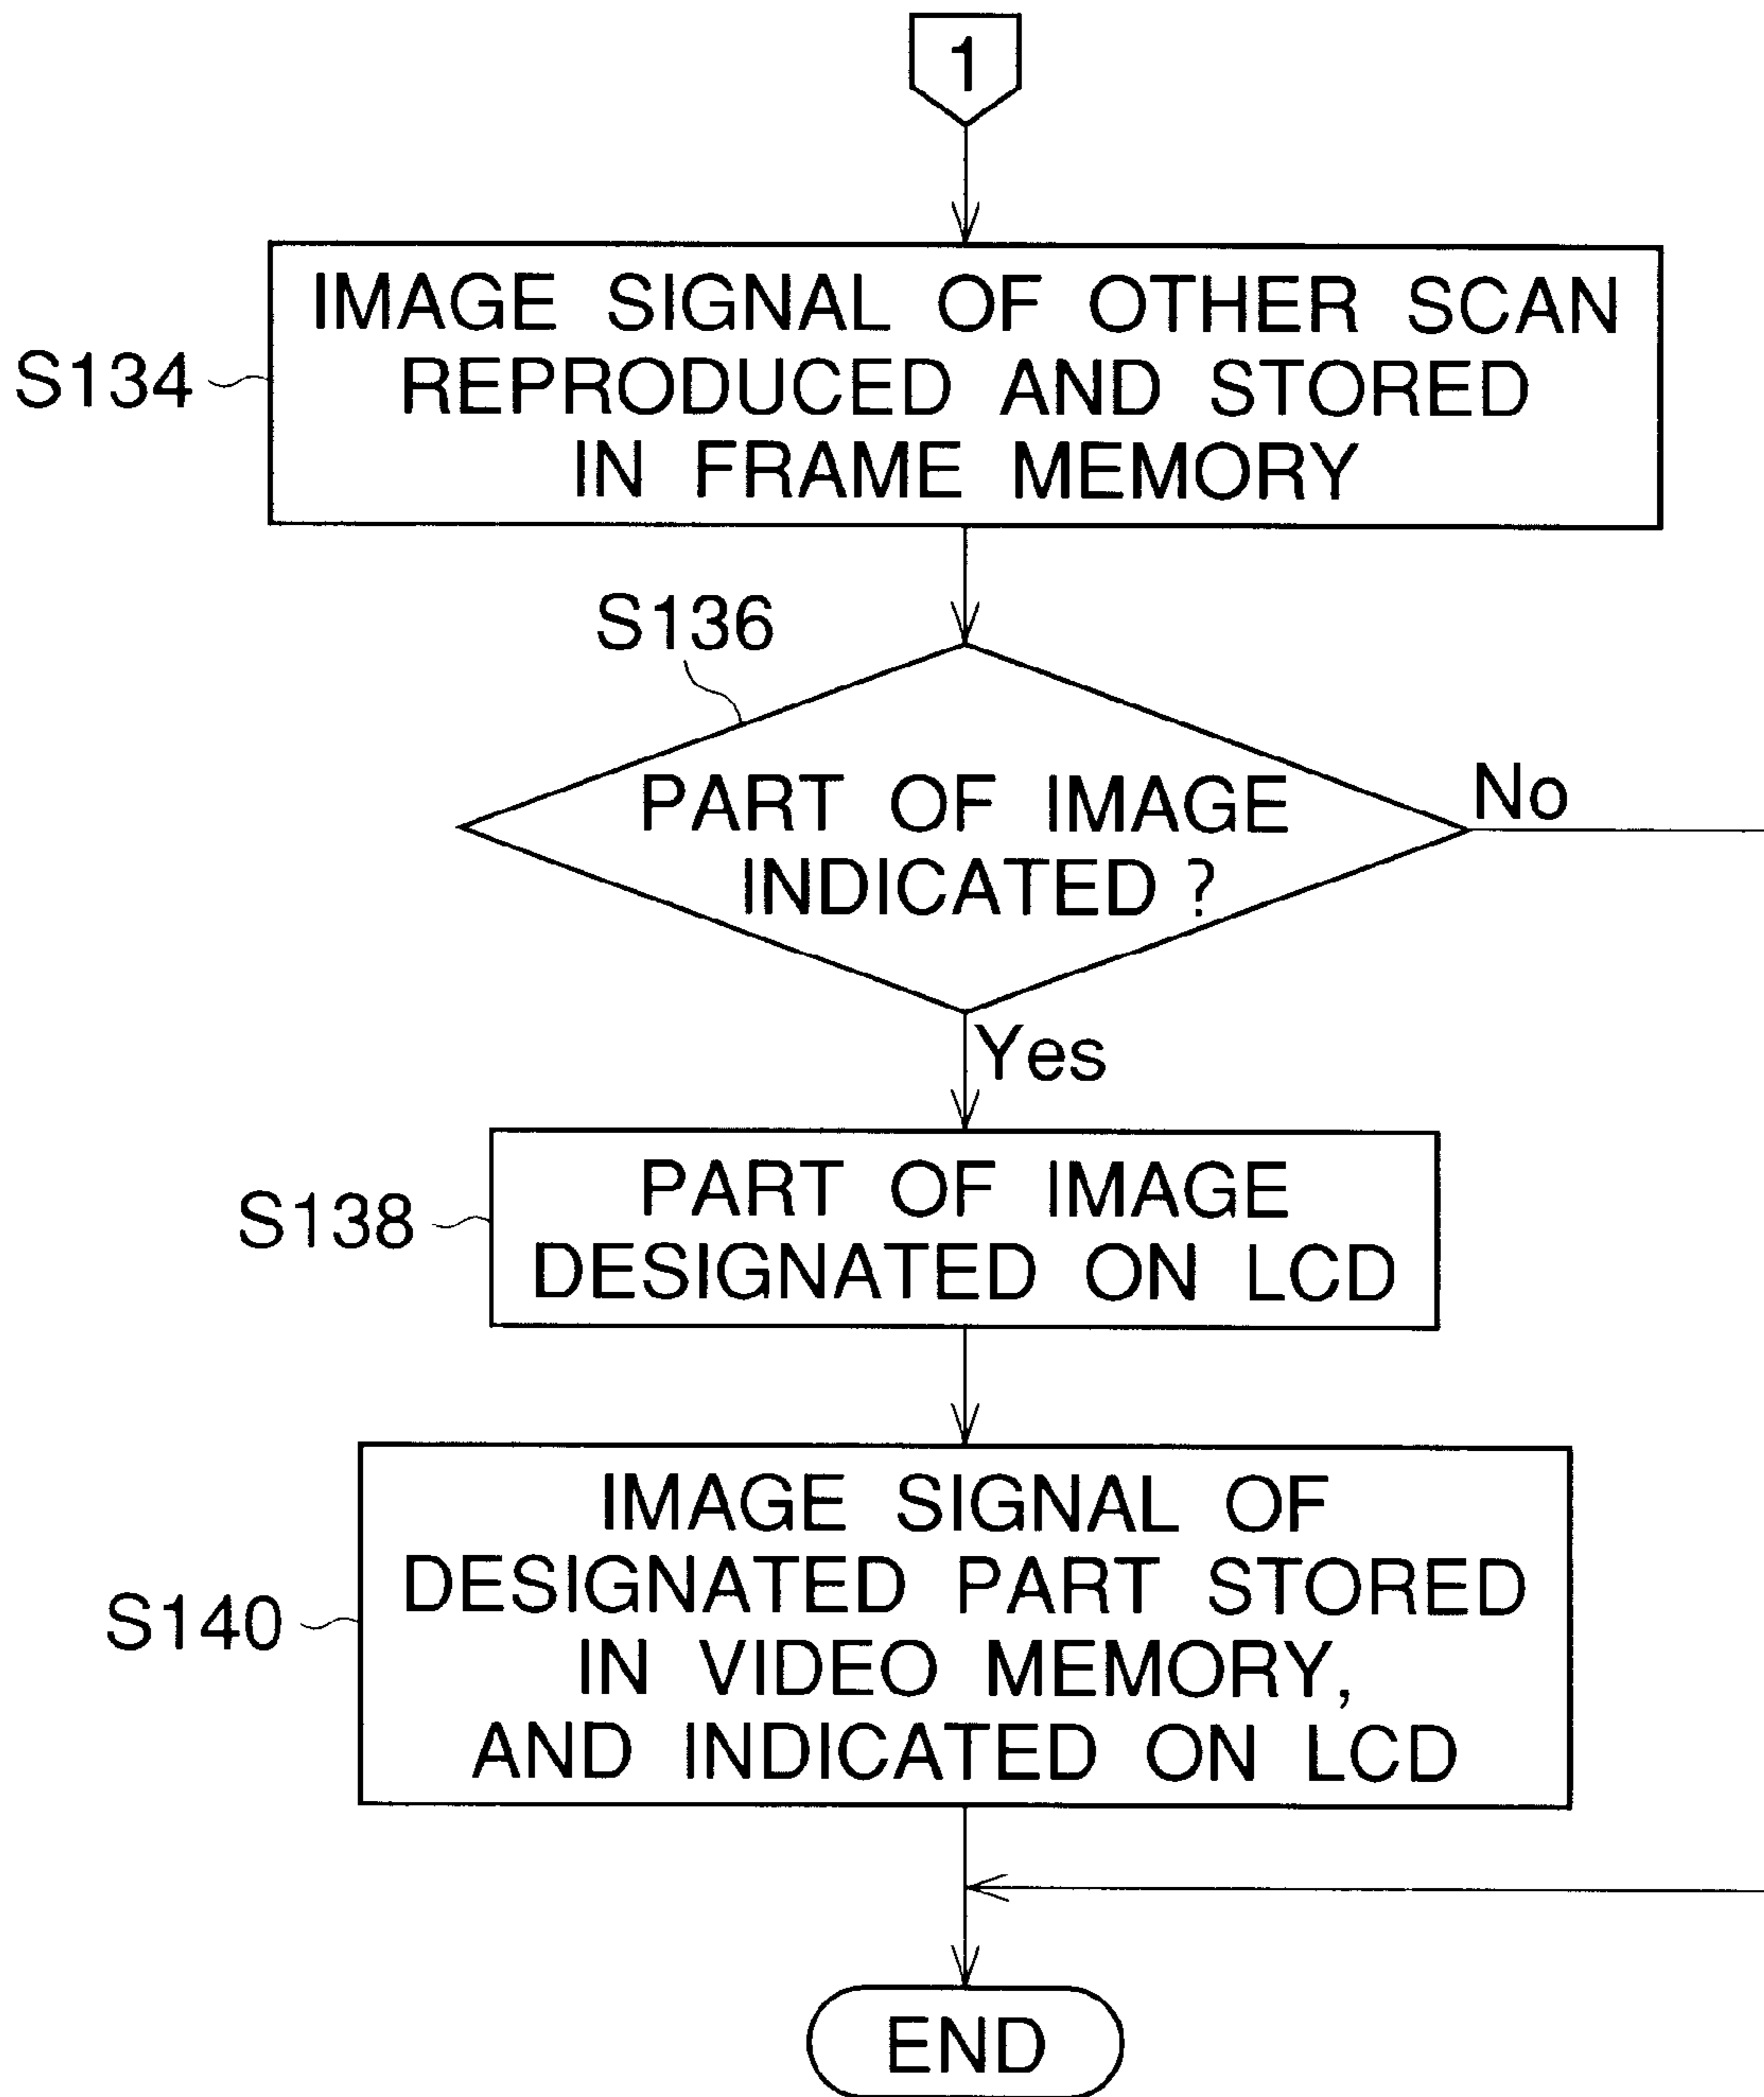 1
IMAGE SIGNAL OF OTHER SCAN
REPRODUCED AND STORED
IN FRAME MEMORY
S134
S136
PART OF IMAGE
INDICATED ?
No
Yes
S138
PART OF IMAGE
DESIGNATED ON LCD
S140
IMAGE SIGNAL OF
DESIGNATED PART STORED
IN VIDEO MEMORY,
AND INDICATED ON LCD
END